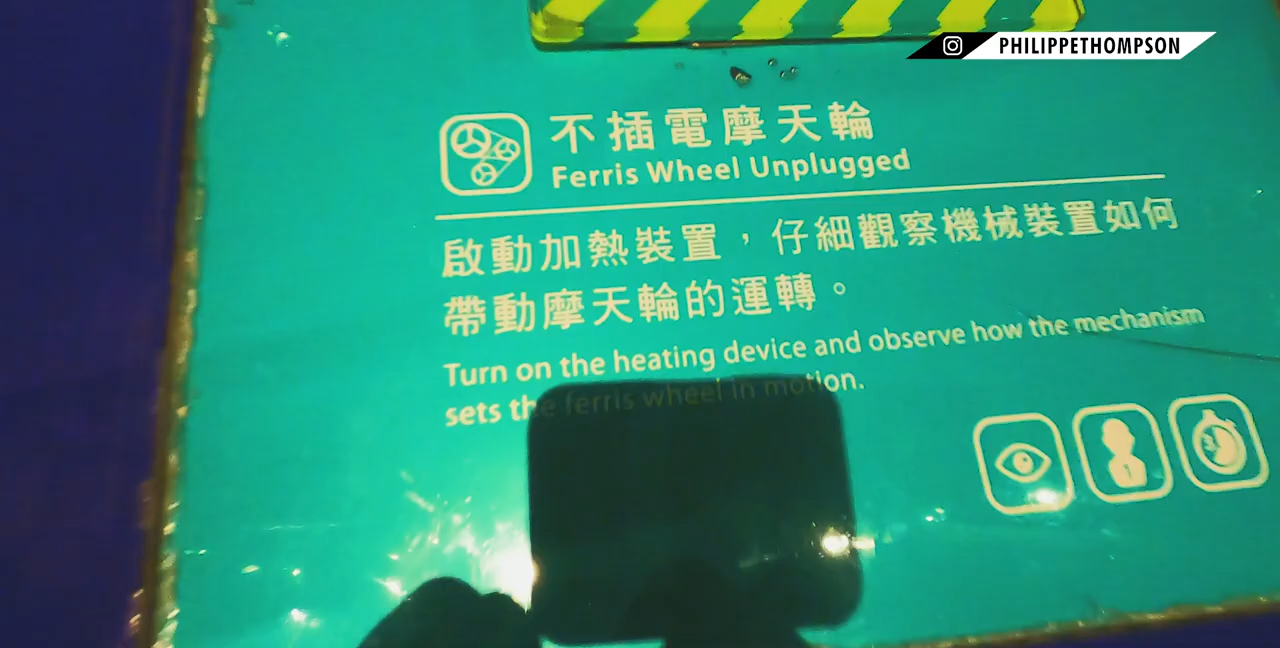 PHILIPPETHOMPSON
不插電摩天輪
Ferris Wheel Unplugged
啟動加熱裝置，仔細觀察機械裝置如何
帶動摩天輪的運轉。
Turn on the heating device and observe how the mechanism
sets the ferris wheel in motion.